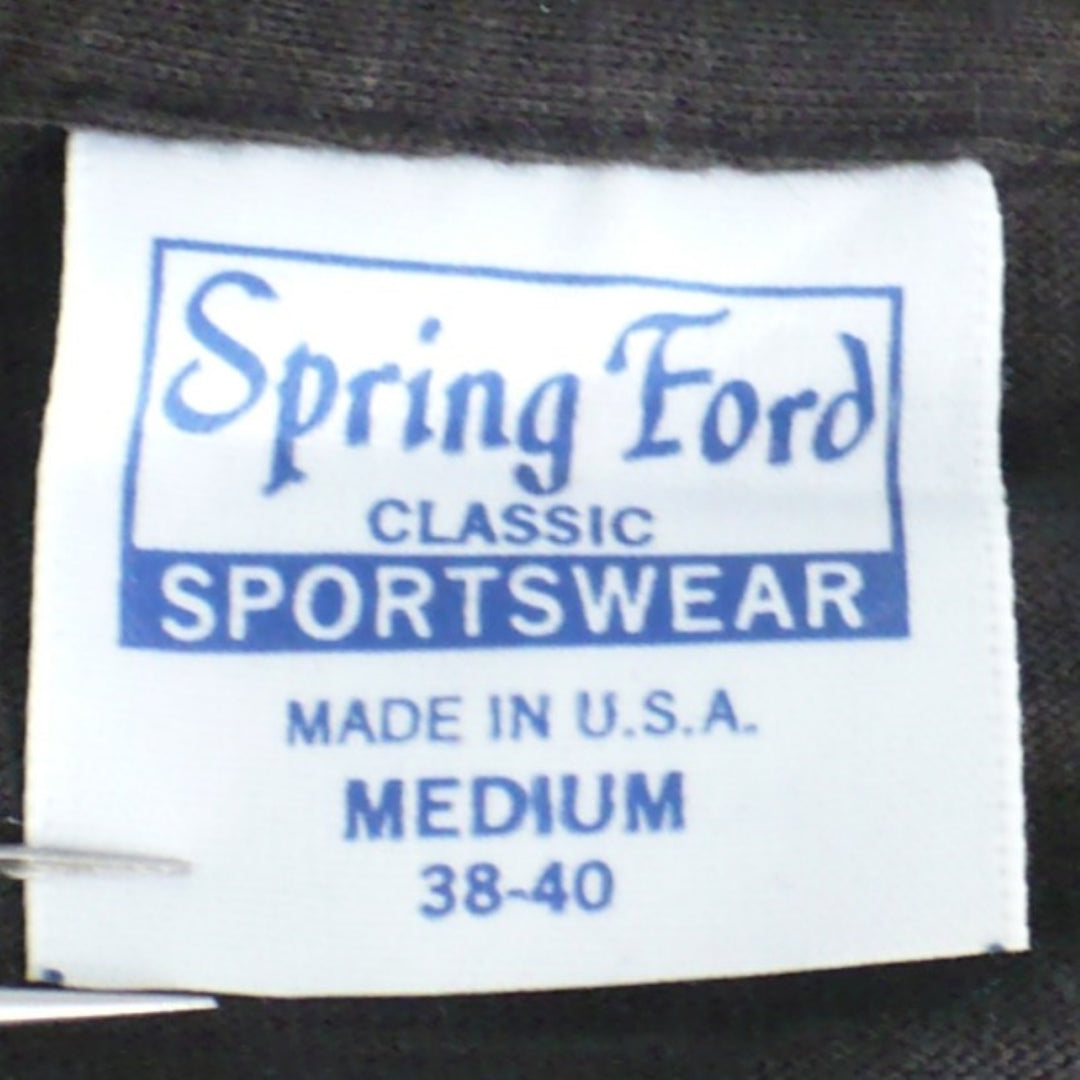 Spring Ford
CLASSIC
SPORTSWEAR
MADE IN U.S.A.
MEDIUM
38-40